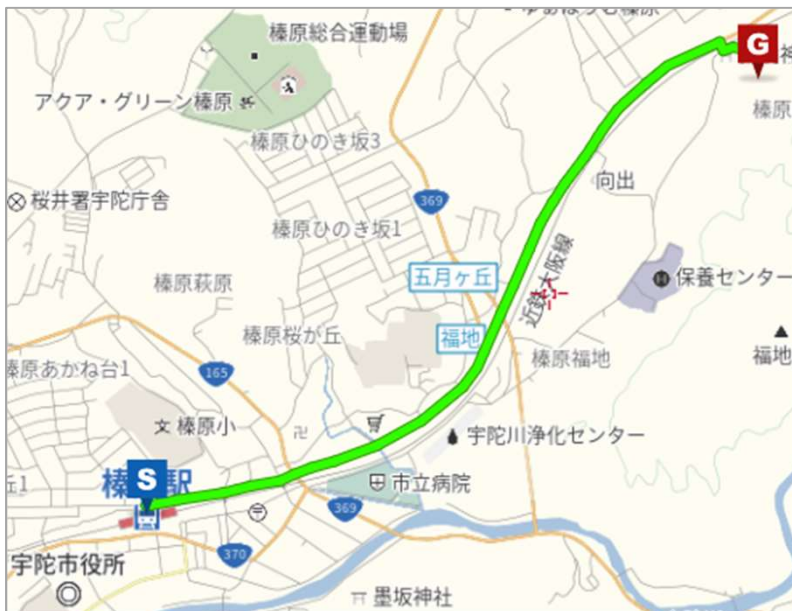 榛原総合運動場
G
アクア・グリーン榛原
榛原ひのき坂3
榛原
桜井署宇陀庁舎
369
向出
榛原ひのき坂1
近鉄大阪線
五月ヶ丘
保養センター
榛原萩原
福地
榛原桜が丘
福地
榛原福地
榛原あかね台1
165
文 榛原小
卍
宇陀川浄化センター
S
駅
市立病院
丘1
369
370
宇陀市役所
墨坂神社